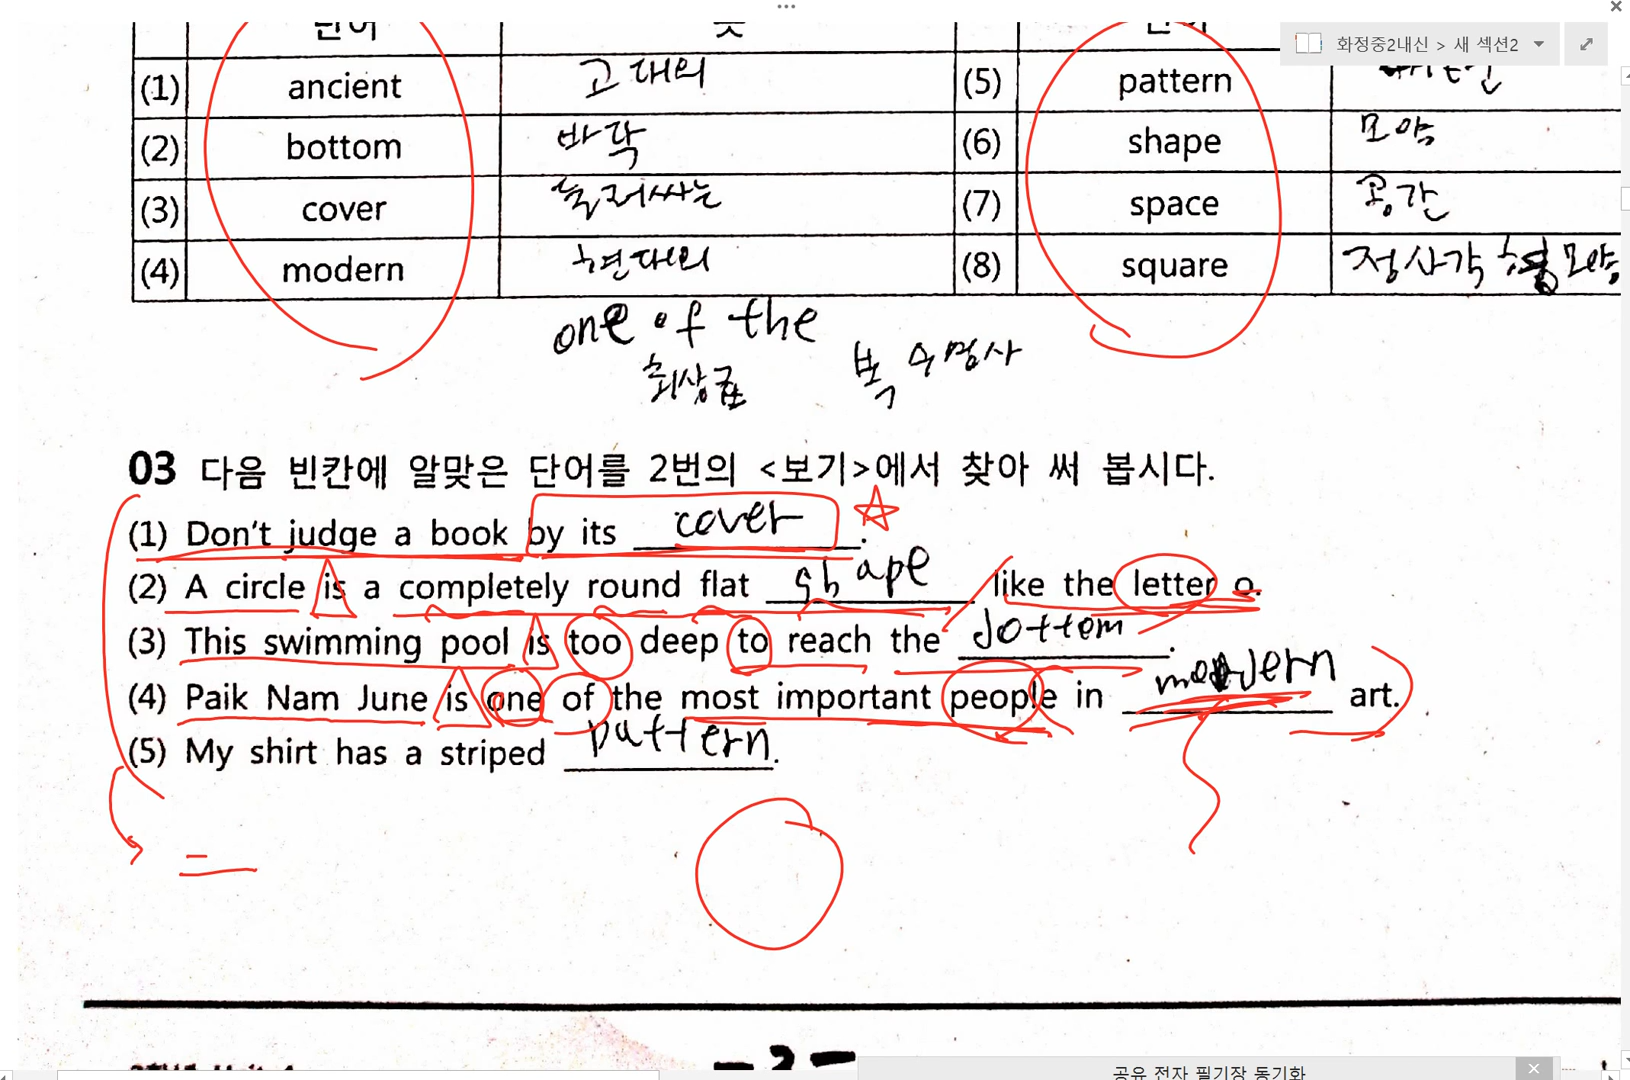 화정중2내신 > 새 섹션2
(1) ancient 고대의 (5) pattern
(2) bottom 바닥 (6) shape 모양
(3) cover 둘러싸는 (7) space 공간
(4) modern 현대의 (8) square 정사각형 모양
one of the
최상급 복수명사
03 다음 빈칸에 알맞은 단어를 2번의 <보기>에서 찾아 써 봅시다.
(1) Don't judge a book by its cover.
(2) A circle is a completely round flat shape like the letter o.
(3) This swimming pool is too deep to reach the bottom.
(4) Paik Nam June is one of the most important people in modern art.
(5) My shirt has a striped pattern.
공유 전자 필기장 동기화